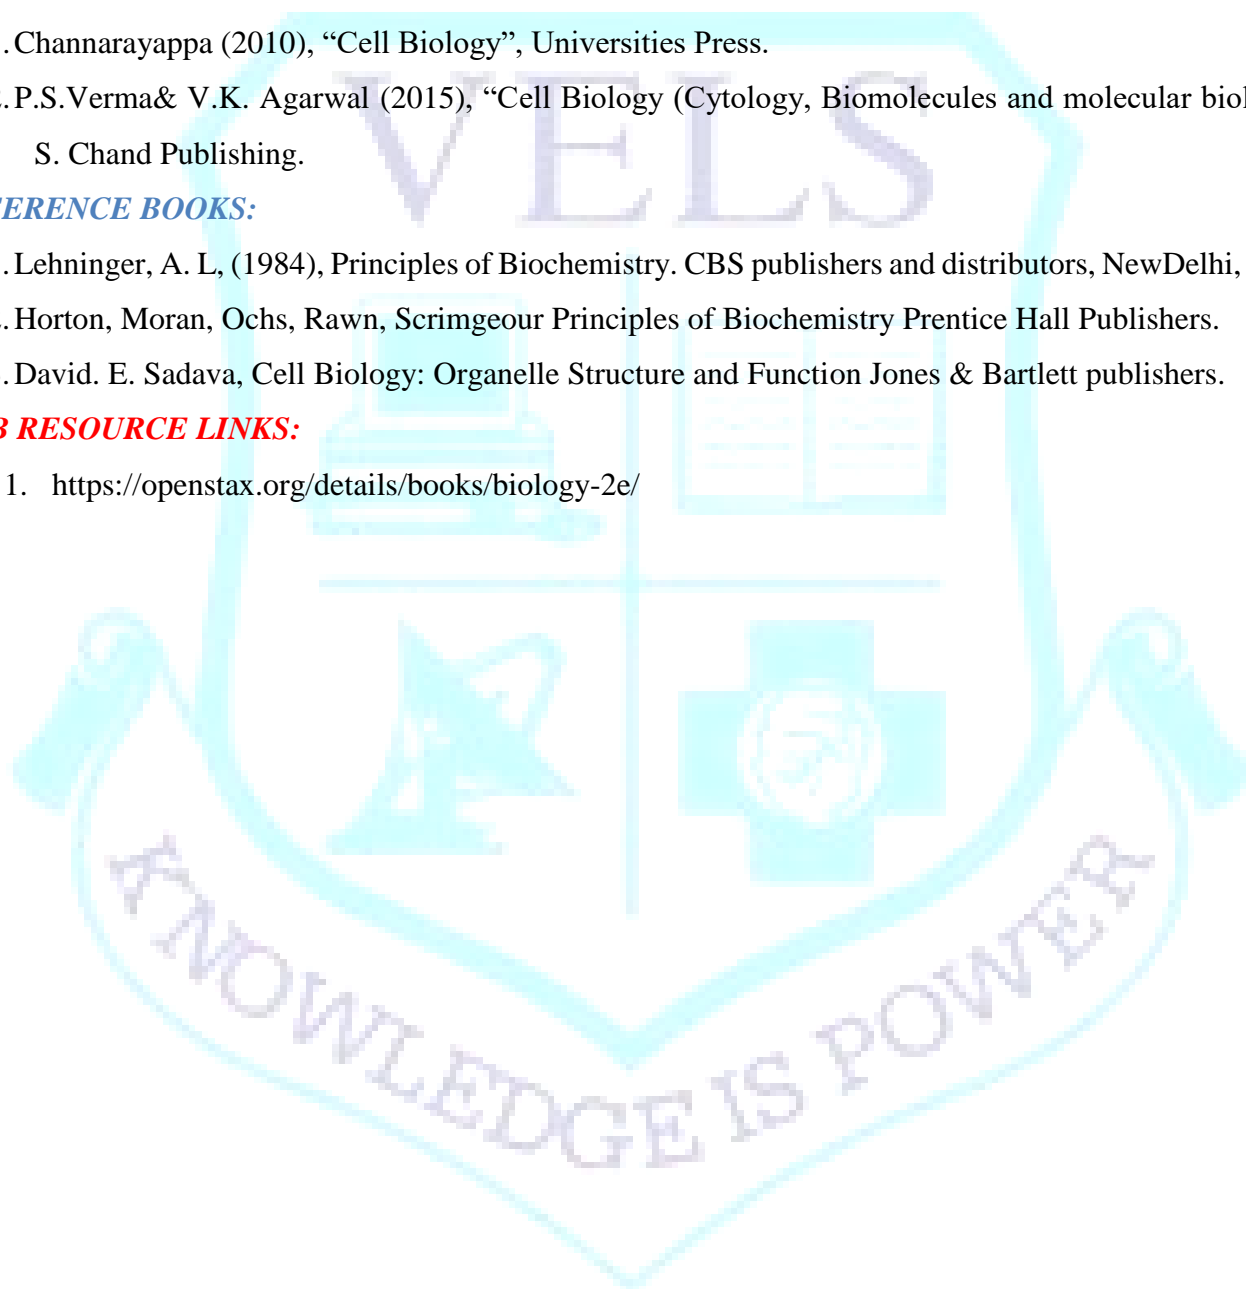 . Channarayappa (2010), “Cell Biology”, Universities Press.
. P.S.Verma& V.K. Agarwal (2015), “Cell Biology (Cytology, Biomolecules and molecular
S. Chand Publishing.
BOOKS:
. Lehninger, A. L, (1984), Principles of Biochemistry. CBS publishers and distributors, NewDelhi,
. Horton, Moran, Ochs, Rawn, Scrimgeour Principles of Biochemistry Prentice Hall Publishers.
. David. E. Sadava, Cell Biology: Organelle Structure and Function Jones & Bartlett publishers.
RESOURCE LINKS:
1. https://openstax.org/details/books/biology-2e/
VELS
KNOWLEDGE IS POWER